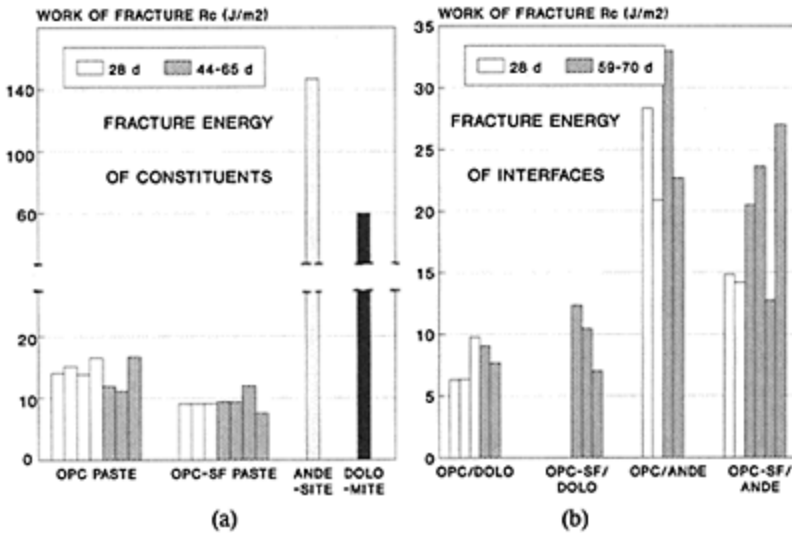 WORK OF FRACTURE Rc (J/m2)
28 d 44-65 d
FRACTURE ENERGY
OF CONSTITUENTS
140
100
60
20
10
0
OPC PASTE OPC-SF PASTE ANDE DOLO
-SITE -MITE
(a)
WORK OF FRACTURE Rc (J/m2)
28 d 59-70 d
FRACTURE ENERGY
OF INTERFACES
35
30
25
20
15
10
5
0
OPC/DOLO OPC-SF/ OPC/ANDE OPC-SF/
DOLO ANDE
(b)